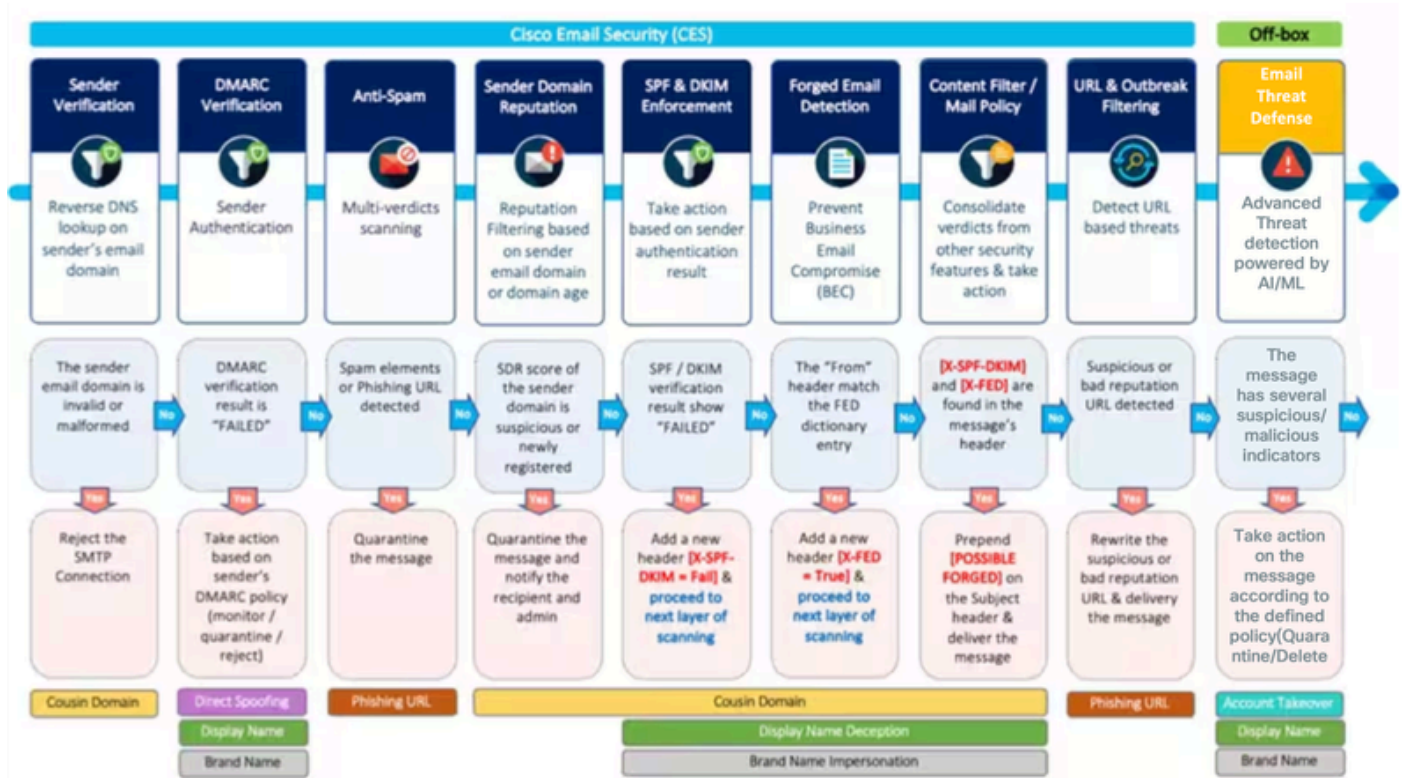 Cisco Email Security (CES)
Off-box
Sender
Verification
DMARC
Verification
Anti-Spam
Sender Domain
Reputation
SPF & DKIM
Enforcement
Forged Email
Detection
Content Filter /
Mail Policy
URL & Outbreak
Filtering
Email
Threat
Defense
Reverse DNS
lookup on
sender's email
domain
Sender
Authentication
Multi-verdicts
scanning
Reputation
Filtering based
on sender
email domain
or domain age
Take action
based on sender
authentication
result
Prevent
Business
Email
Compromise
(BEC)
Consolidate
verdicts from
other security
features & take
action
Detect URL
based threats
Advanced
Threat
detection
powered by
AI/ML
The sender
email domain is
invalid or
malformed
No
DMARC
verification
result is
"FAILED"
No
Spam elements
or Phishing URL
detected
No
SDR score of
the sender
domain is
suspicious or
newly
registered
No
SPF / DKIM
verification
result show
"FAILED"
No
The "From"
header match
the FED
dictionary
entry
No
[X-SPF-DKIM]
and [X-FED] are
found in the
message's
header
No
Suspicious or
bad reputation
URL detected
No
The
message
has several
suspicious/
malicious
indicators
No
Yes
Yes
Yes
Yes
Yes
Yes
Yes
Yes
Yes
Reject the
SMTP
Connection
Take action
based on
sender's
DMARC policy
(monitor /
quarantine /
reject)
Quarantine
the message
Quarantine the
message and
notify the
recipient and
admin
Add a new
header [X-SPF-
DKIM = Fail] &
proceed to
next layer of
scanning
Add a new
header [X-FED
= True] &
proceed to
next layer of
scanning
Prepend
[POSSIBLE
FORGED] on
the Subject
header &
deliver the
message
Rewrite the
suspicious or
bad reputation
URL & delivery
the message
Take action
on the
message
according to
the defined
policy(Quara
ntine/Delete
Cousin Domain
Direct Spoofing
Phishing URL
Cousin Domain
Phishing URL
Account Takeover
Display Name
Display Name Deception
Display Name
Brand Name
Brand Name Impersonation
Brand Name